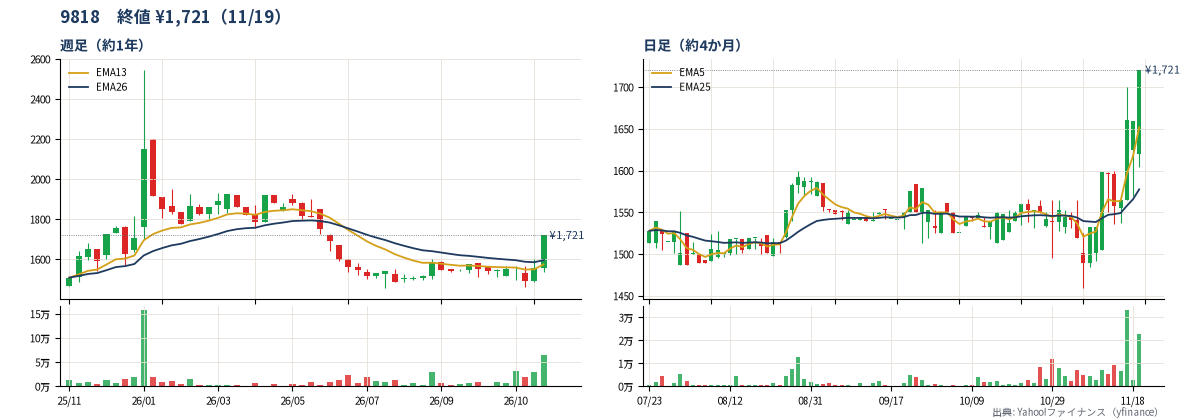 9818 終値 ¥1,721（11/19）
週足（約1年）
2600
2400
2200
2000
1800
1600
EMA13
EMA26
¥1,721
15万
10万
5万
0万
25/11
26/01
26/03
26/05
26/07
26/09
26/10
日足（約4か月）
1700
1650
1600
1550
1500
1450
EMA5
EMA25
¥1,721
3万
2万
1万
0万
07/23
08/12
08/31
09/17
10/09
10/29
11/18
出典: Yahoo!ファイナンス（yfinance）